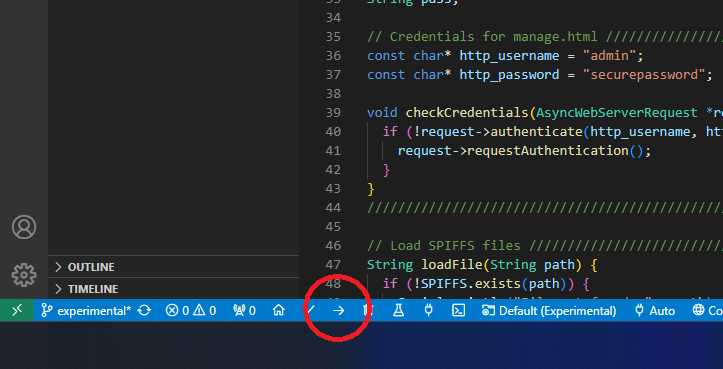 33 String pass;
34
35 // Credentials for manage.html ///////////////
36 const char* http_username = "admin";
37 const char* http_password = "securepassword";
38
39 void checkCredentials(AsyncWebServerRequest *re
40 if (!request->authenticate(http_username, htt
41 request->requestAuthentication();
42 }
43 }
44 //////////////////////////////////////////////
45
46 // Load SPIFFS files /////////////////////////
47 String loadFile(String path) {
48 if (!SPIFFS.exists(path)) {
OUTLINE
TIMELINE
experimental* 0 0 0 Default (Experimental) Auto Co